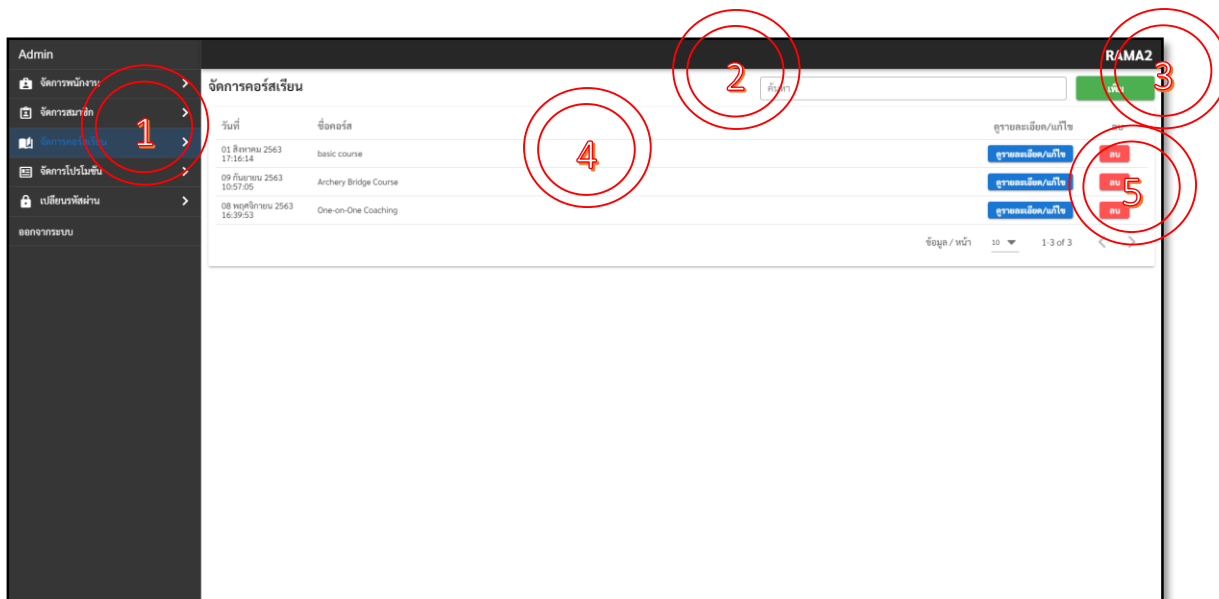 Admin
RAMA2
จัดการพนักงาน
จัดการสมาชิก
จัดการคอร์สเรียน
จัดการโปรโมชัน
เปลี่ยนรหัสผ่าน
ออกจากระบบ
1
จัดการคอร์สเรียน
ค้นหา
เพิ่ม
2
3
วันที่ ชื่อคอร์ส ดูรายละเอียด/แก้ไข ลบ
01 สิงหาคม 2563
17:16:14
basic course ดูรายละเอียด/แก้ไข ลบ
4
09 กันยายน 2563
10:57:05
Archery Bridge Course ดูรายละเอียด/แก้ไข ลบ
5
08 พฤศจิกายน 2563
16:39:53
One-on-One Coaching ดูรายละเอียด/แก้ไข ลบ
ข้อมูล / หน้า 10 1-3 of 3